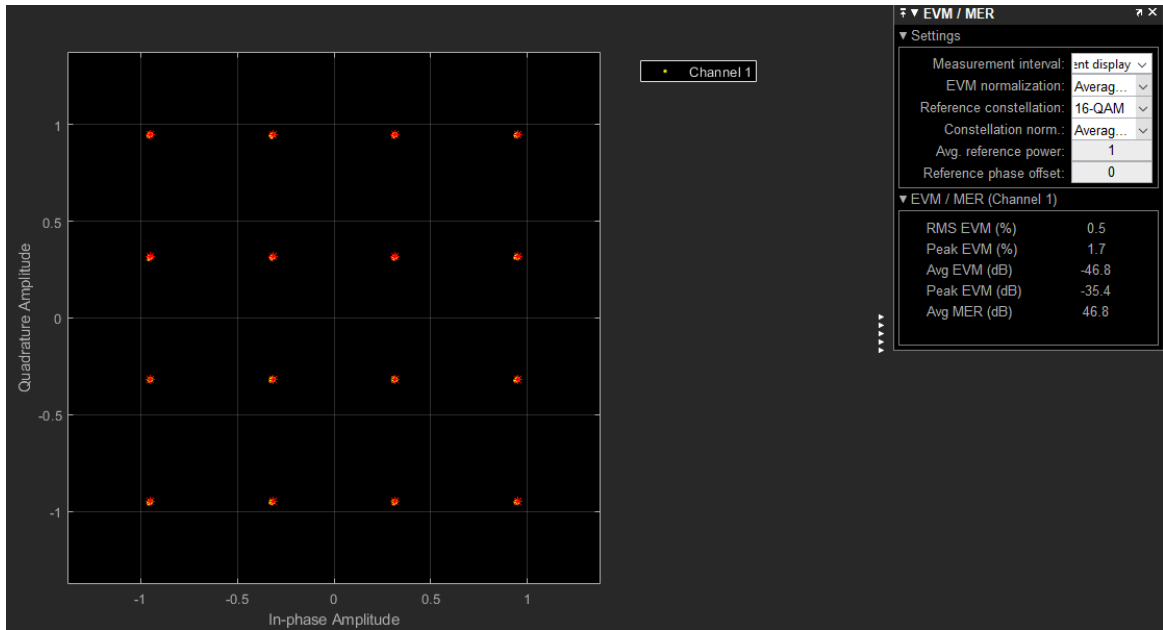 Channel 1
1
0.5
0
-0.5
-1
Quadrature Amplitude
-1 -0.5 0 0.5 1
In-phase Amplitude
EVM / MER
Settings
Measurement interval: ent display
EVM normalization: Averag...
Reference constellation: 16-QAM
Constellation norm.: Averag...
Avg. reference power: 1
Reference phase offset: 0
EVM / MER (Channel 1)
RMS EVM (%) 0.5
Peak EVM (%) 1.7
Avg EVM (dB) -46.8
Peak EVM (dB) -35.4
Avg MER (dB) 46.8